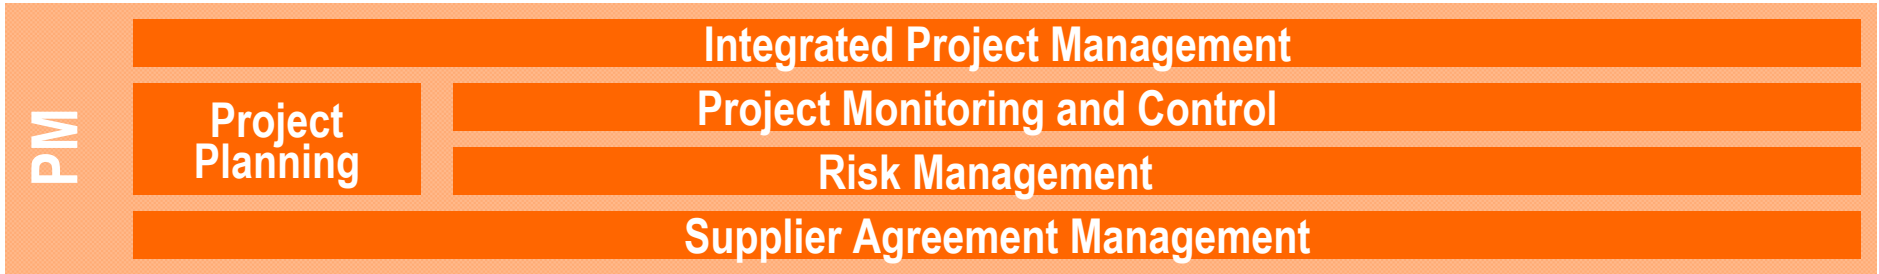 PM
Integrated Project Management
Project
Planning
Project Monitoring and Control
Risk Management
Supplier Agreement Management